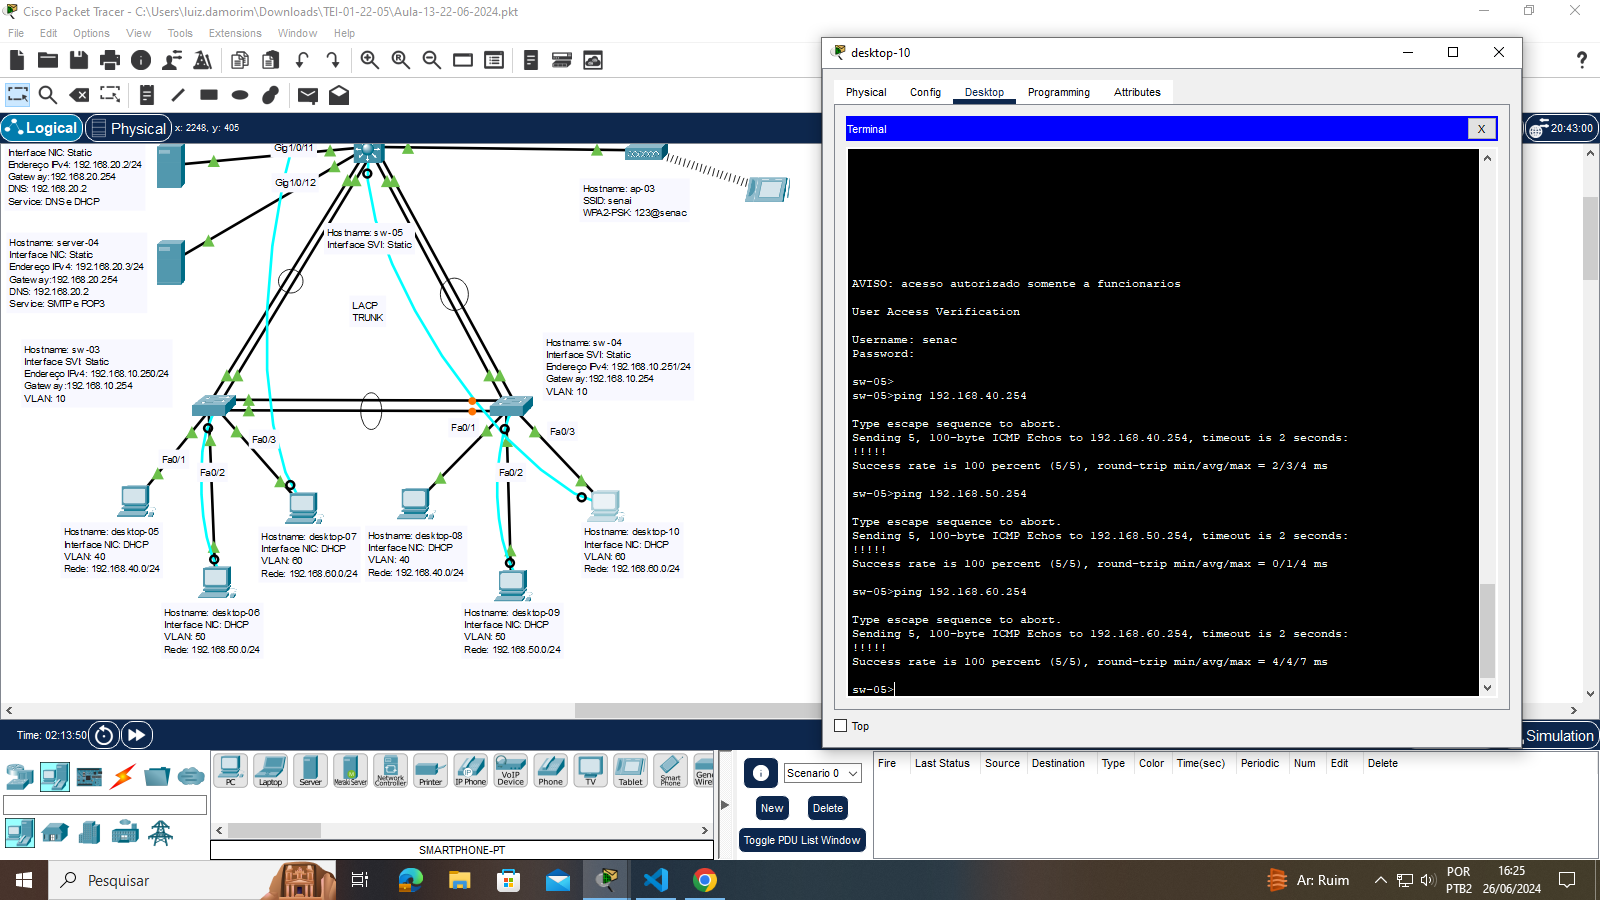 Cisco Packet Tracer - C:\Users\luiz.damorim\Downloads\TEI-01-22-05\Aula-13-22-06-2024.pkt
File Edit Options View Tools Extensions Window Help
Logical
Physical
x: 2248, y: 405
20:43:00
Interface NIC: Static
Endereço IPv4: 192.168.20.2/24
Gateway: 192.168.20.254
DNS: 192.168.20.2
Service: DNS e DHCP
Gig1/0/11
Gig1/0/12
Hostname: ap-03
SSID: senai
WPA2-PSK: 123@senac
Hostname: sw-05
Interface SVI: Static
Hostname: server-04
Interface NIC: Static
Endereço IPv4: 192.168.20.3/24
Gateway:192.168.20.254
DNS: 192.168.20.2
Service: SMTP e POP3
LACP
TRUNK
Hostname: sw-03
Interface SVI: Static
Endereço IPv4: 192.168.10.250/24
Gateway:192.168.10.254
VLAN: 10
Hostname: sw-04
Interface SVI: Static
Endereço IPv4: 192.168.10.251/24
Gateway:192.168.10.254
VLAN: 10
Fa0/1
Fa0/2
Fa0/3
Fa0/1
Fa0/2
Fa0/3
Hostname: desktop-05
Interface NIC: DHCP
VLAN: 40
Rede: 192.168.40.0/24
Hostname: desktop-07
Interface NIC: DHCP
VLAN: 60
Rede: 192.168.60.0/24
Hostname: desktop-08
Interface NIC: DHCP
VLAN: 40
Rede: 192.168.40.0/24
Hostname: desktop-10
Interface NIC: DHCP
VLAN: 60
Rede: 192.168.60.0/24
Hostname: desktop-06
Interface NIC: DHCP
VLAN: 50
Rede: 192.168.50.0/24
Hostname: desktop-09
Interface NIC: DHCP
VLAN: 50
Rede: 192.168.50.0/24
desktop-10
Physical Config Desktop Programming Attributes
Terminal
X
AVISO: acesso autorizado somente a funcionarios
User Access Verification
Username: senac
Password:
sw-05>
sw-05>ping 192.168.40.254
Type escape sequence to abort.
Sending 5, 100-byte ICMP Echos to 192.168.40.254, timeout is 2 seconds:
!!!!!
Success rate is 100 percent (5/5), round-trip min/avg/max = 2/3/4 ms
sw-05>ping 192.168.50.254
Type escape sequence to abort.
Sending 5, 100-byte ICMP Echos to 192.168.50.254, timeout is 2 seconds:
!!!!!
Success rate is 100 percent (5/5), round-trip min/avg/max = 0/1/4 ms
sw-05>ping 192.168.60.254
Type escape sequence to abort.
Sending 5, 100-byte ICMP Echos to 192.168.60.254, timeout is 2 seconds:
!!!!!
Success rate is 100 percent (5/5), round-trip min/avg/max = 4/4/7 ms
sw-05>
Top
Time: 02:13:50
Simulation
PC
Laptop
Server
Meraki Server
Network Controller
Printer
IP Phone
VoIP Device
Phone
TV
Tablet
Smart Phone
SMARTPHONE-PT
Scenario 0
New
Delete
Toggle PDU List Window
Fire Last Status Source Destination Type Color Time(sec) Periodic Num Edit Delete
Pesquisar
Ar: Ruim
POR
PTB2
16:25
26/06/2024